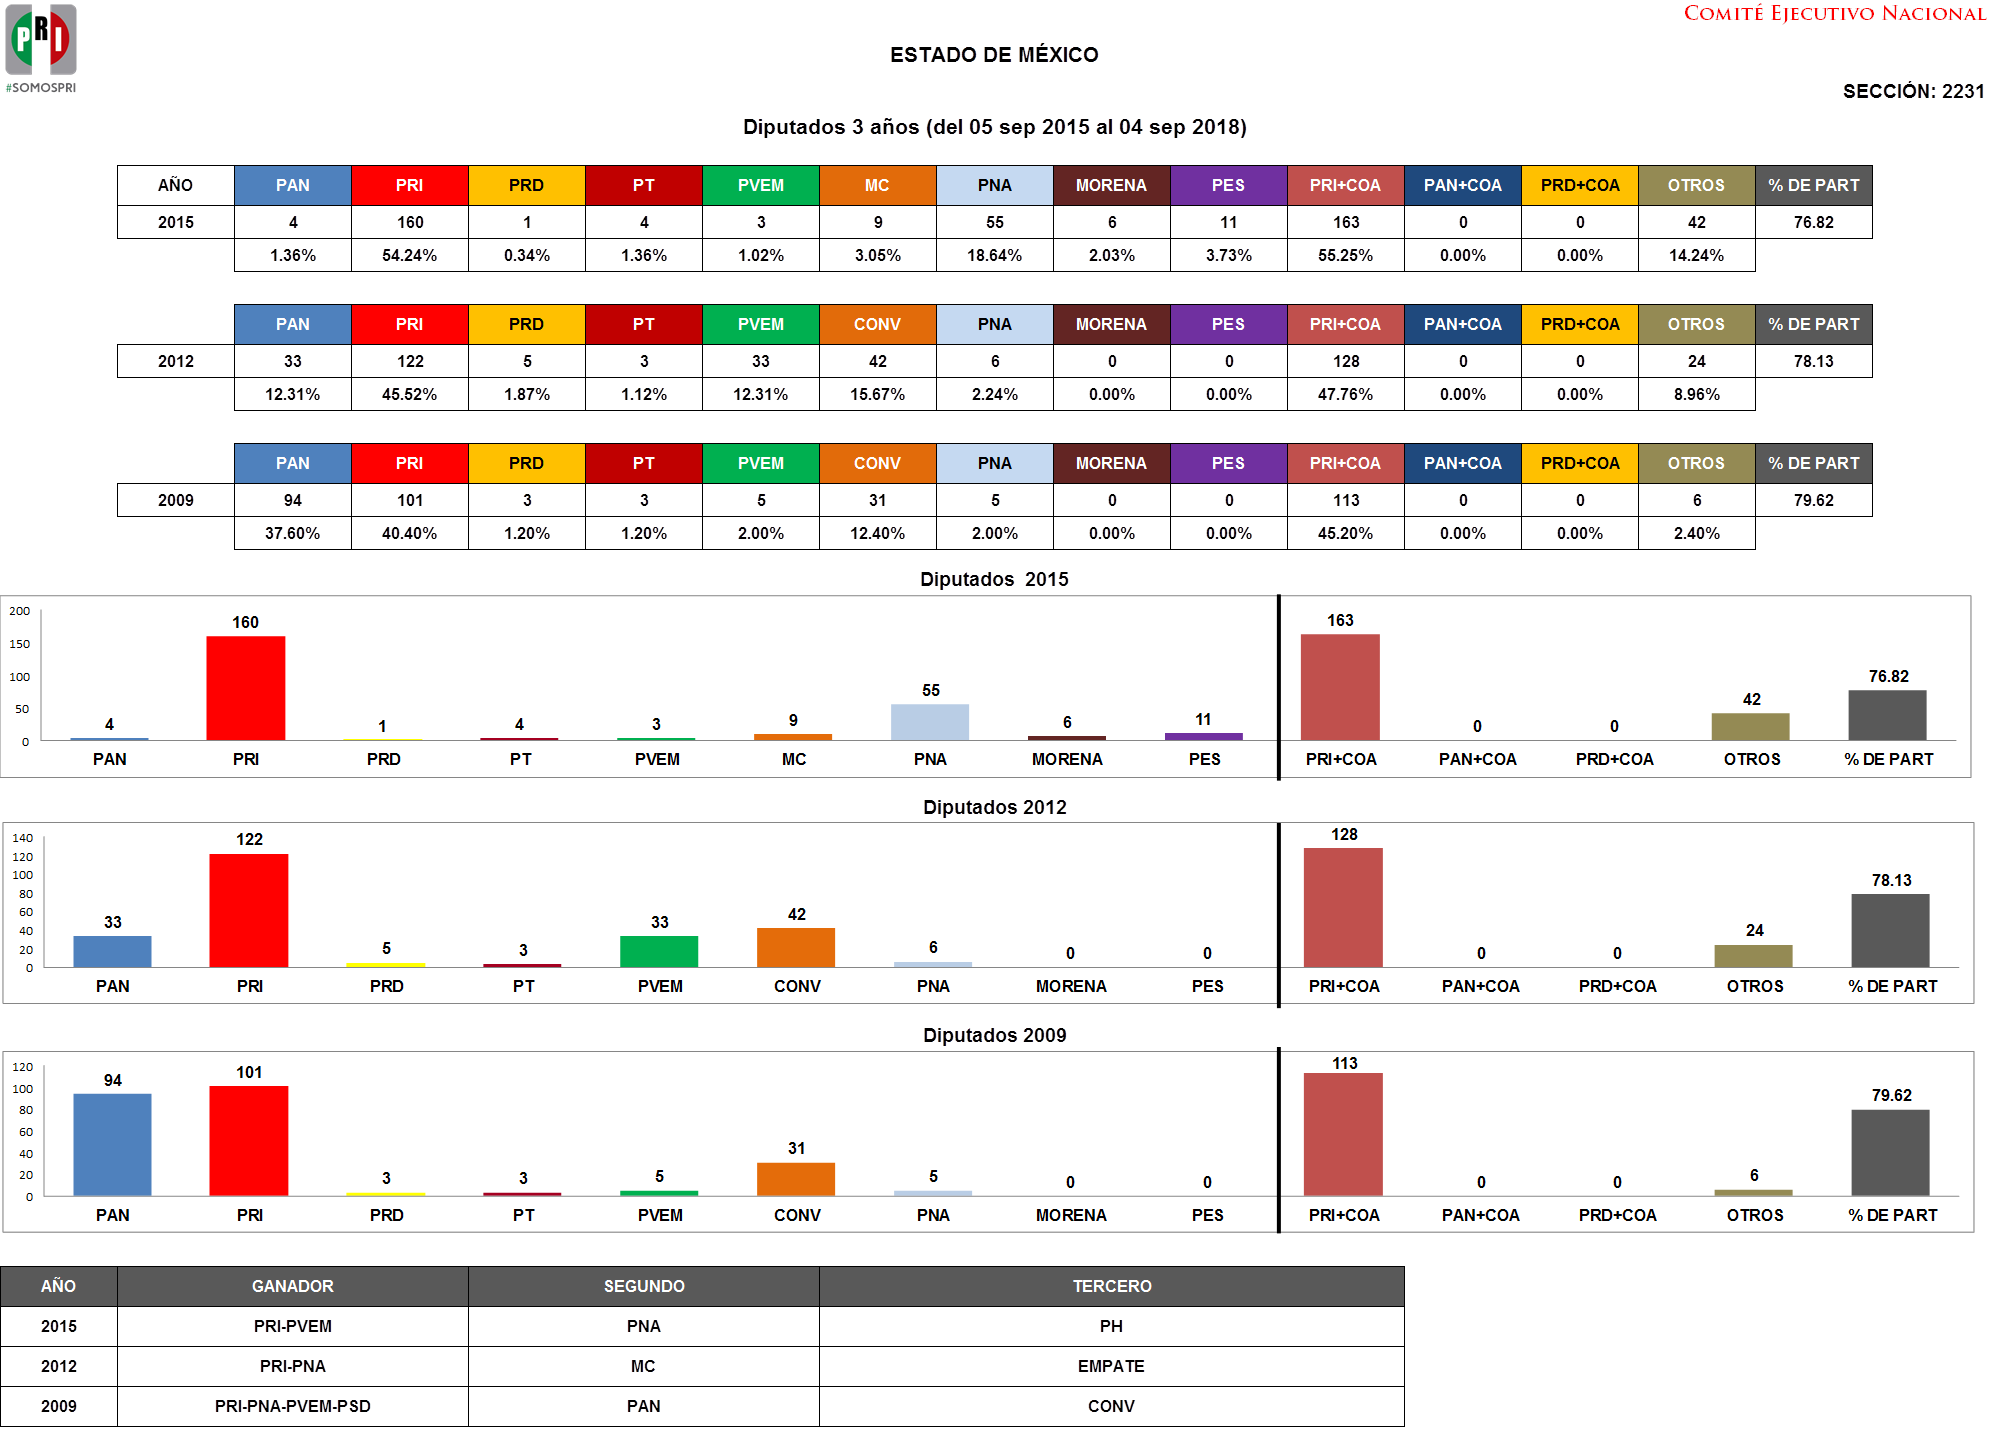 PRI
#SOMOSPRI
COMITÉ EJECUTIVO NACIONAL
ESTADO DE MÉXICO
SECCIÓN: 2231
Diputados 3 años (del 05 sep 2015 al 04 sep 2018)
AÑO PAN PRI PRD PT PVEM MC PNA MORENA PES PRI+COA PAN+COA PRD+COA OTROS % DE PART
2015 4 160 1 4 3 9 55 6 11 163 0 0 42 76.82
1.36% 54.24% 0.34% 1.36% 1.02% 3.05% 18.64% 2.03% 3.73% 55.25% 0.00% 0.00% 14.24%
PAN PRI PRD PT PVEM CONV PNA MORENA PES PRI+COA PAN+COA PRD+COA OTROS % DE PART
2012 33 122 5 3 33 42 6 0 0 128 0 0 24 78.13
12.31% 45.52% 1.87% 1.12% 12.31% 15.67% 2.24% 0.00% 0.00% 47.76% 0.00% 0.00% 8.96%
PAN PRI PRD PT PVEM CONV PNA MORENA PES PRI+COA PAN+COA PRD+COA OTROS % DE PART
2009 94 101 3 3 5 31 5 0 0 113 0 0 6 79.62
37.60% 40.40% 1.20% 1.20% 2.00% 12.40% 2.00% 0.00% 0.00% 45.20% 0.00% 0.00% 2.40%
Diputados 2015
200
150
100
50
0
4 160 1 4 3 9 55 6 11 163 0 0 42 76.82
PAN PRI PRD PT PVEM MC PNA MORENA PES PRI+COA PAN+COA PRD+COA OTROS % DE PART
Diputados 2012
140
120
100
80
60
40
20
0
33 122 5 3 33 42 6 0 0 128 0 0 24 78.13
PAN PRI PRD PT PVEM CONV PNA MORENA PES PRI+COA PAN+COA PRD+COA OTROS % DE PART
Diputados 2009
120
100
80
60
40
20
0
94 101 3 3 5 31 5 0 0 113 0 0 6 79.62
PAN PRI PRD PT PVEM CONV PNA MORENA PES PRI+COA PAN+COA PRD+COA OTROS % DE PART
AÑO GANADOR SEGUNDO TERCERO
2015 PRI-PVEM PNA PH
2012 PRI-PNA MC EMPATE
2009 PRI-PNA-PVEM-PSD PAN CONV